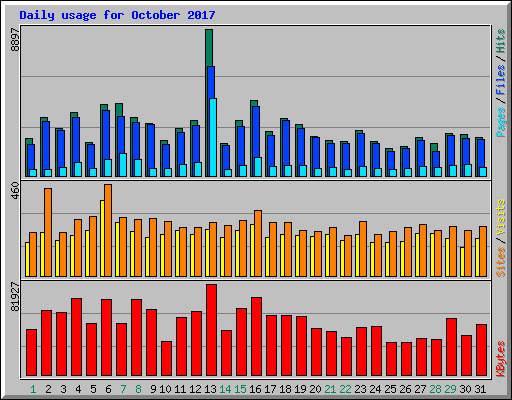 Daily usage for October 2017
8897
Pages / Files / Hits
460
Sites / Visits
81927
KBytes
1 2 3 4 5 6 7 8 9 10 11 12 13 14 15 16 17 18 19 20 21 22 23 24 25 26 27 28 29 30 31